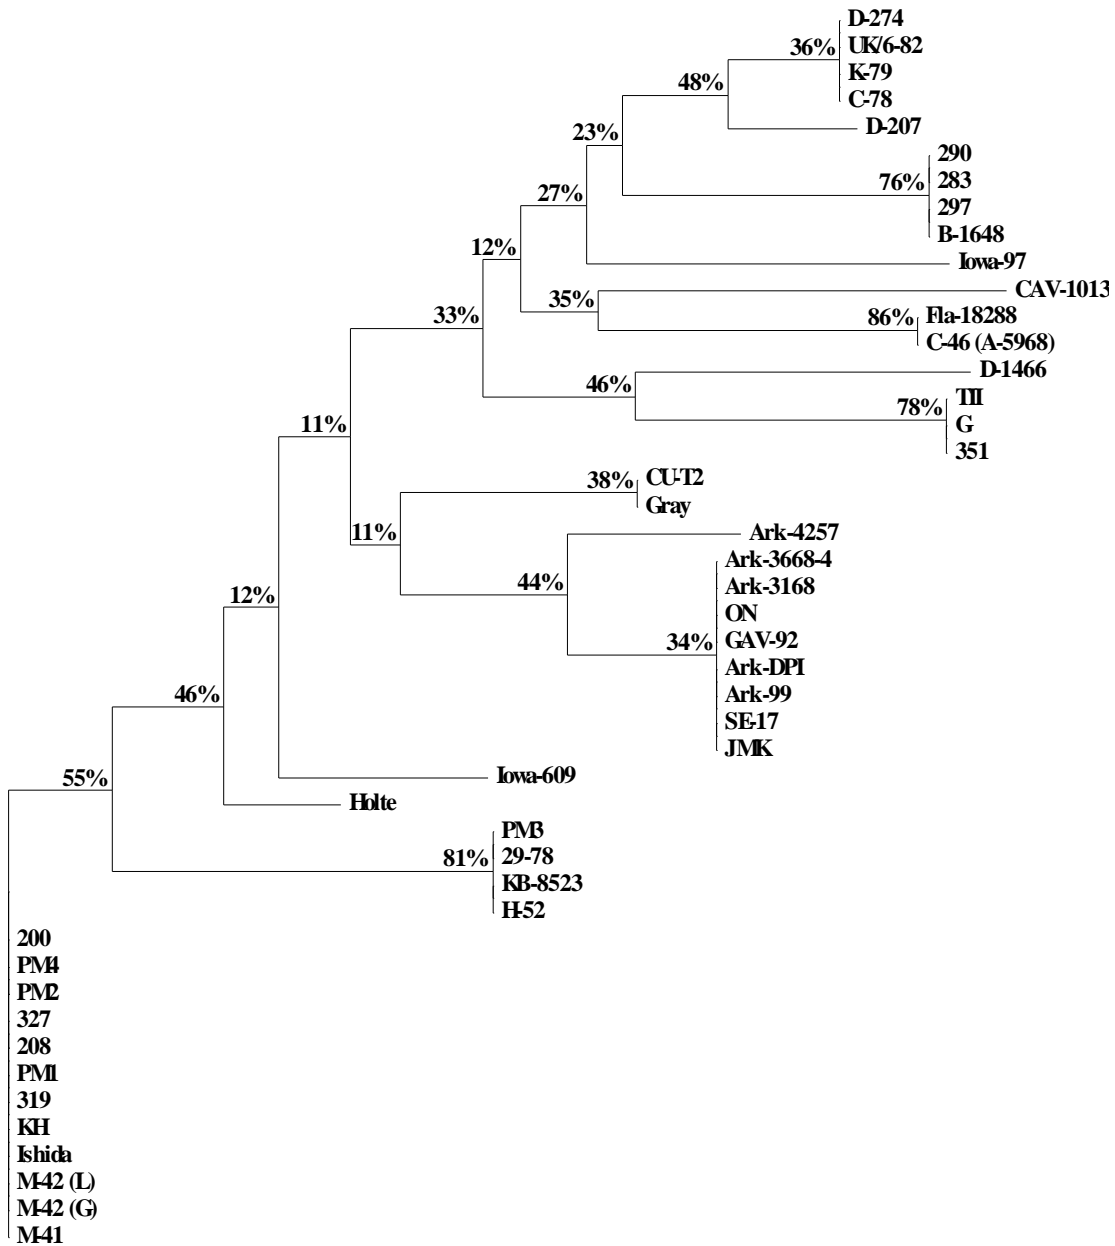 D-274
36%
UK/6-82
K-79
48%
C-78
D-207
23%
290
76%
283
297
27%
B-1648
12%
Iowa-97
CAV-1013
35%
33%
86%
Fla-18288
C-46 (A-5968)
D-1466
46%
78%
G
11%
351
38%
CU-T2
Gray
11%
Ark-4257
Ark-3668-4
44%
Ark-3168
12%
ON
34%
GAV-92
Ark-DPI
46%
Ark-99
SE-17
JMK
55%
Iowa-609
Holte
PM3
81%
29-78
KB-8523
H-52
200
PM4
PM2
327
208
PM1
319
KH
Ishida
M-42 (L)
M-42 (G)
M-41